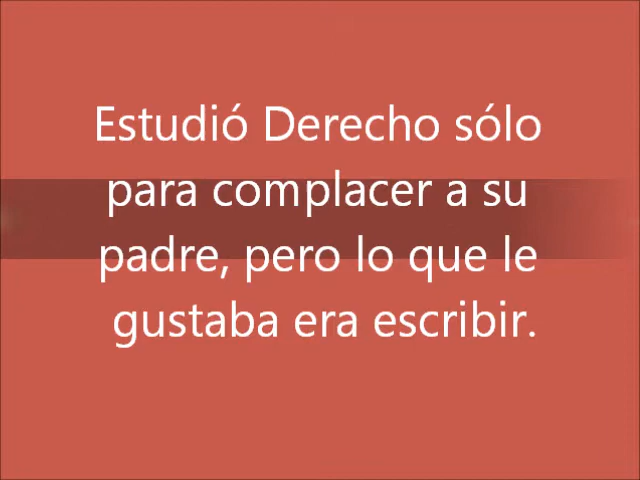 Estudió Derecho sólo
para complacer a su
padre, pero lo que le
gustaba era escribir.